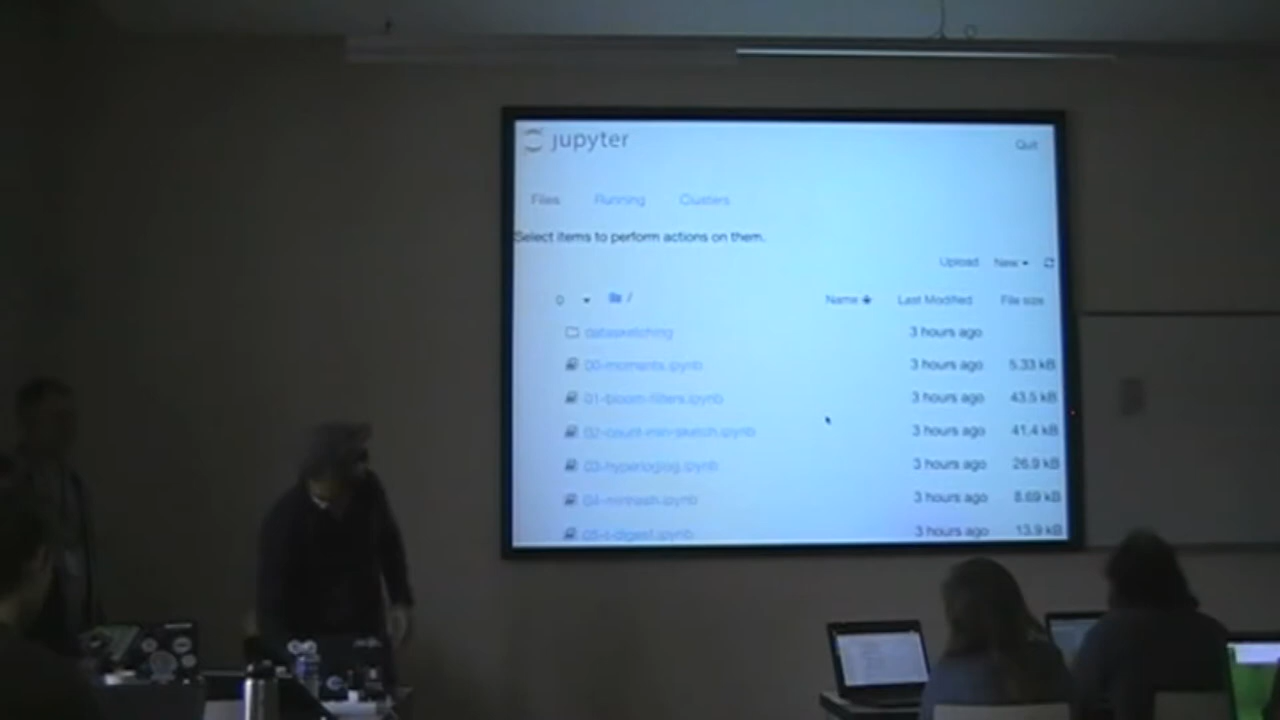 jupyter
Quit
Files Running Clusters
Select items to perform actions on them.
Upload New
0 / Name Last Modified File size
datasketching 3 hours ago
00-moments.ipynb 3 hours ago 5.33 kB
01-bloom-filters.ipynb 3 hours ago 43.5 kB
02-count-min-sketch.ipynb 3 hours ago 41.4 kB
03-hyperloglog.ipynb 3 hours ago 26.9 kB
04-minhash.ipynb 3 hours ago 8.69 kB
05-t-digest.ipynb 3 hours ago 13.9 kB